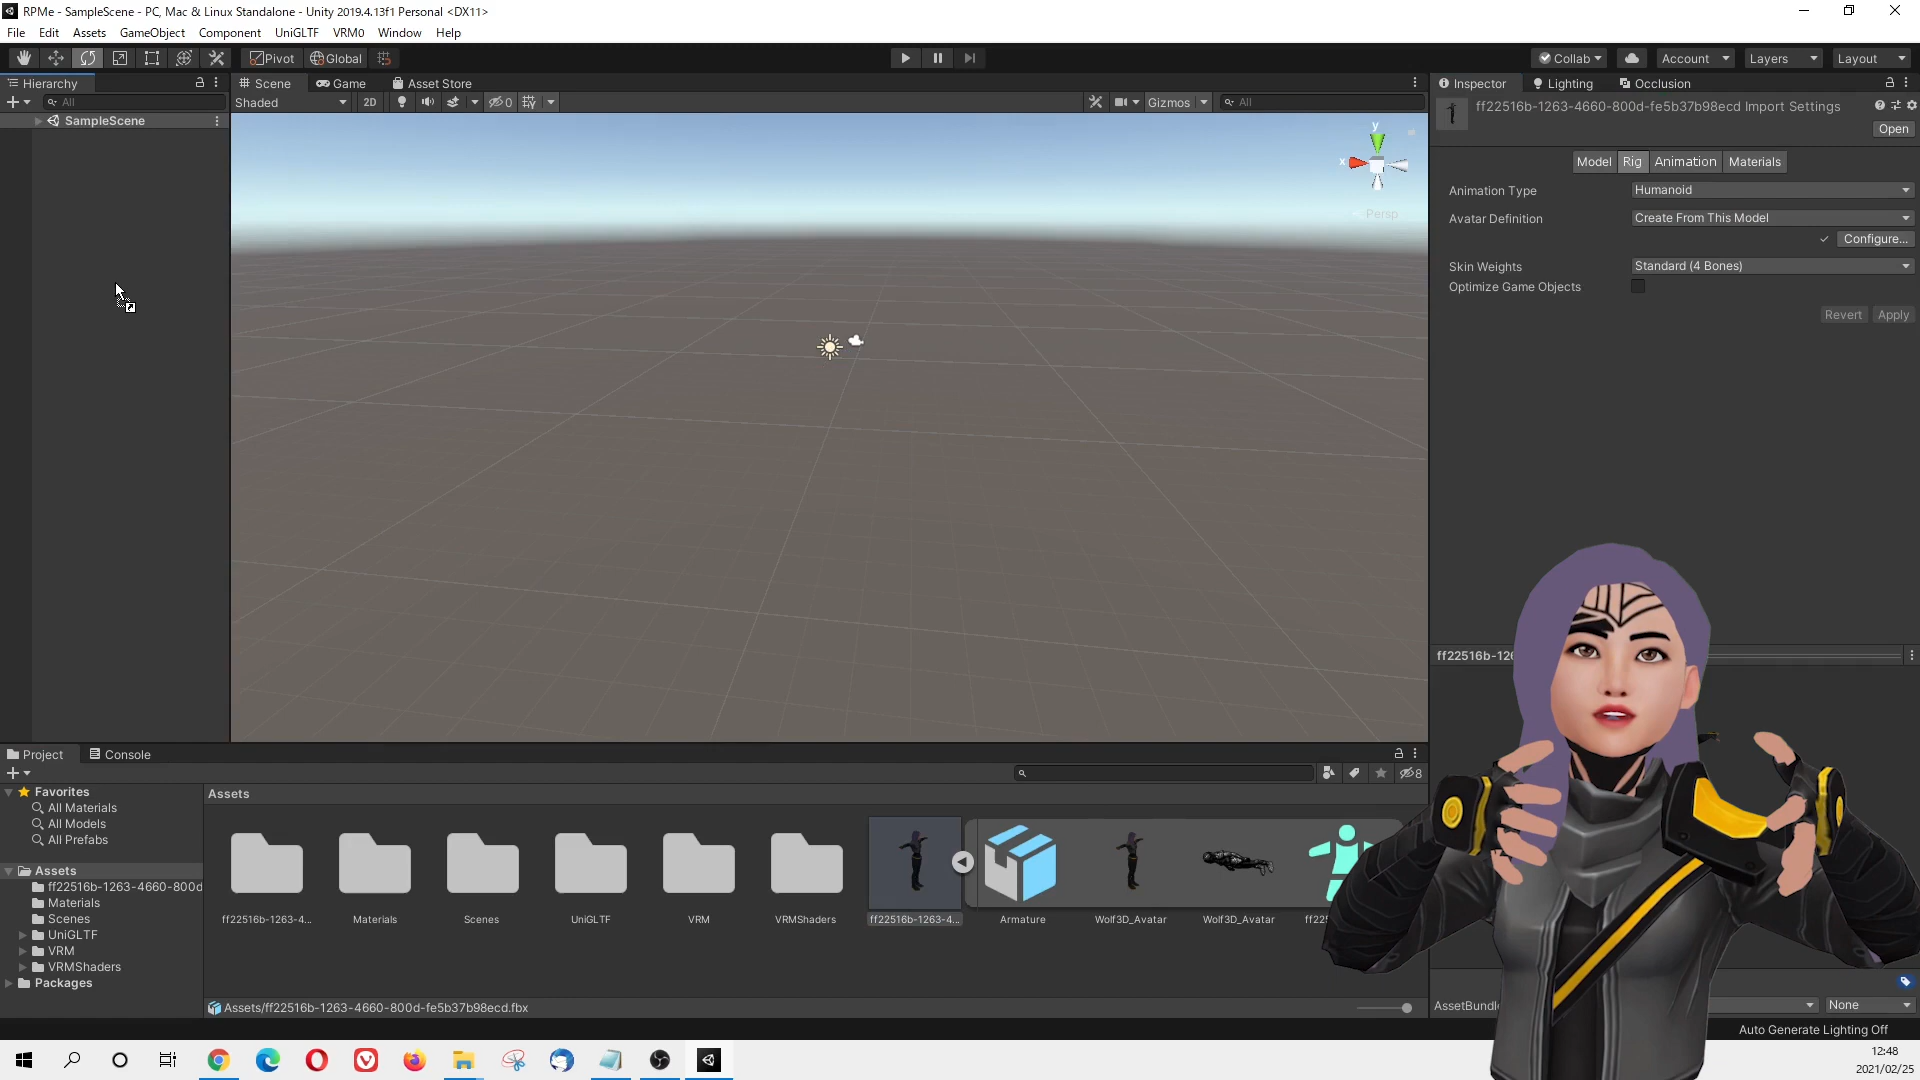 RPMe - SampleScene - PC, Mac & Linux Standalone - Unity 2019.4.13f1 Personal <DX11>
File Edit Assets GameObject Component UniGLTF VRM0 Window Help
Pivot Global Collab Account Layers Layout
Hierarchy Scene Game Asset Store Inspector Lighting Occlusion
All Shaded 2D 0 Gizmos All
ff22516b-1263-4660-800d-fe5b37b98ecd Import Settings
Open
SampleScene
y
x
Persp
Model Rig Animation Materials
Animation Type Humanoid
Avatar Definition Create From This Model
Configure...
Skin Weights Standard (4 Bones)
Optimize Game Objects
Revert Apply
ff22516b-126
Project Console
8
Favorites
All Materials
All Models
All Prefabs
Assets
ff22516b-1263-4660-800d
Materials
Scenes
UniGLTF
VRM
VRMShaders
Packages
Assets
ff22516b-1263-4... Materials Scenes UniGLTF VRM VRMShaders ff22516b-1263-4... Armature Wolf3D_Avatar Wolf3D_Avatar ff22
Assets/ff22516b-1263-4660-800d-fe5b37b98ecd.fbx
AssetBundl None
Auto Generate Lighting Off
12:48
2021/02/25